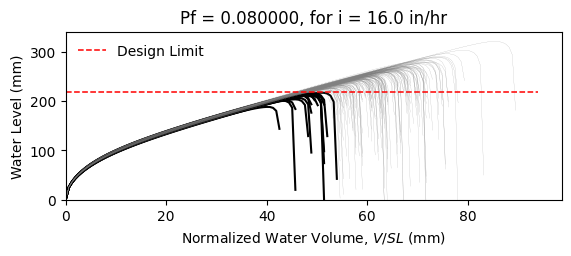 Pf = 0.080000, for i = 16.0 in/hr
Design Limit
Water Level (mm)
300
200
100
0
0 20 40 60 80
Normalized Water Volume, V/SL (mm)